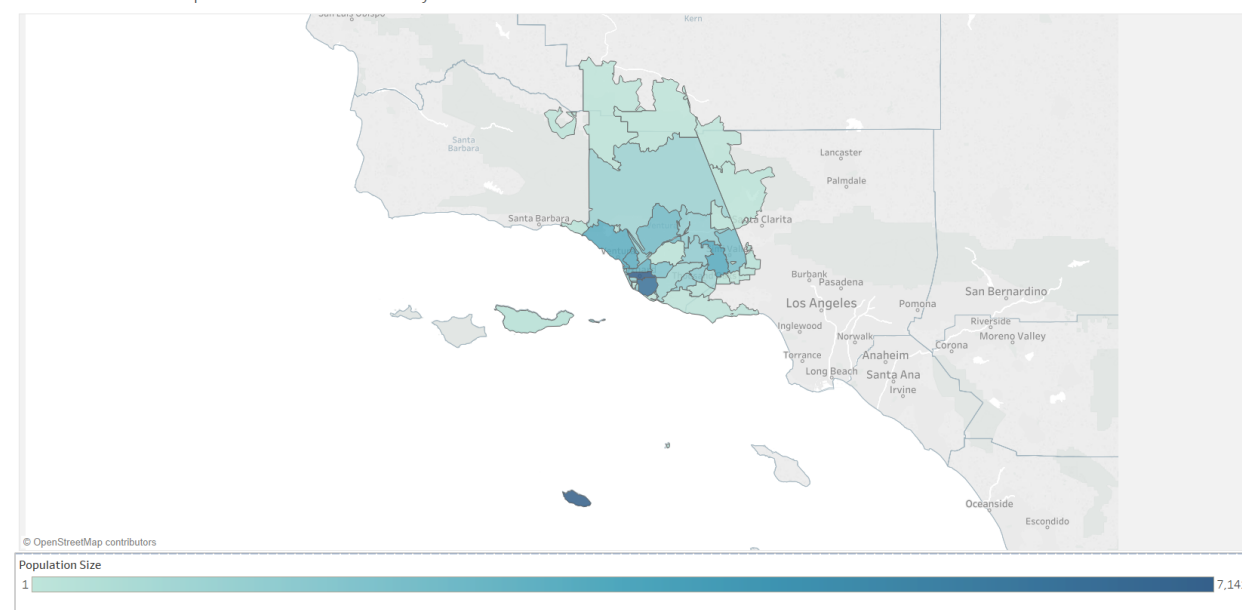 Kern
Santa
Barbara
Lancaster
Palmdale
Santa Barbara
Santa Clarita
Burbank
Pasadena
Los Angeles
San Bernardino
Pomona
Inglewood
Riverside
Norwalk
Moreno Valley
Corona
Torrance
Anaheim
Long Beach
Santa Ana
Irvine
Oceanside
Escondido
© OpenStreetMap contributors
Population Size
1
7,14